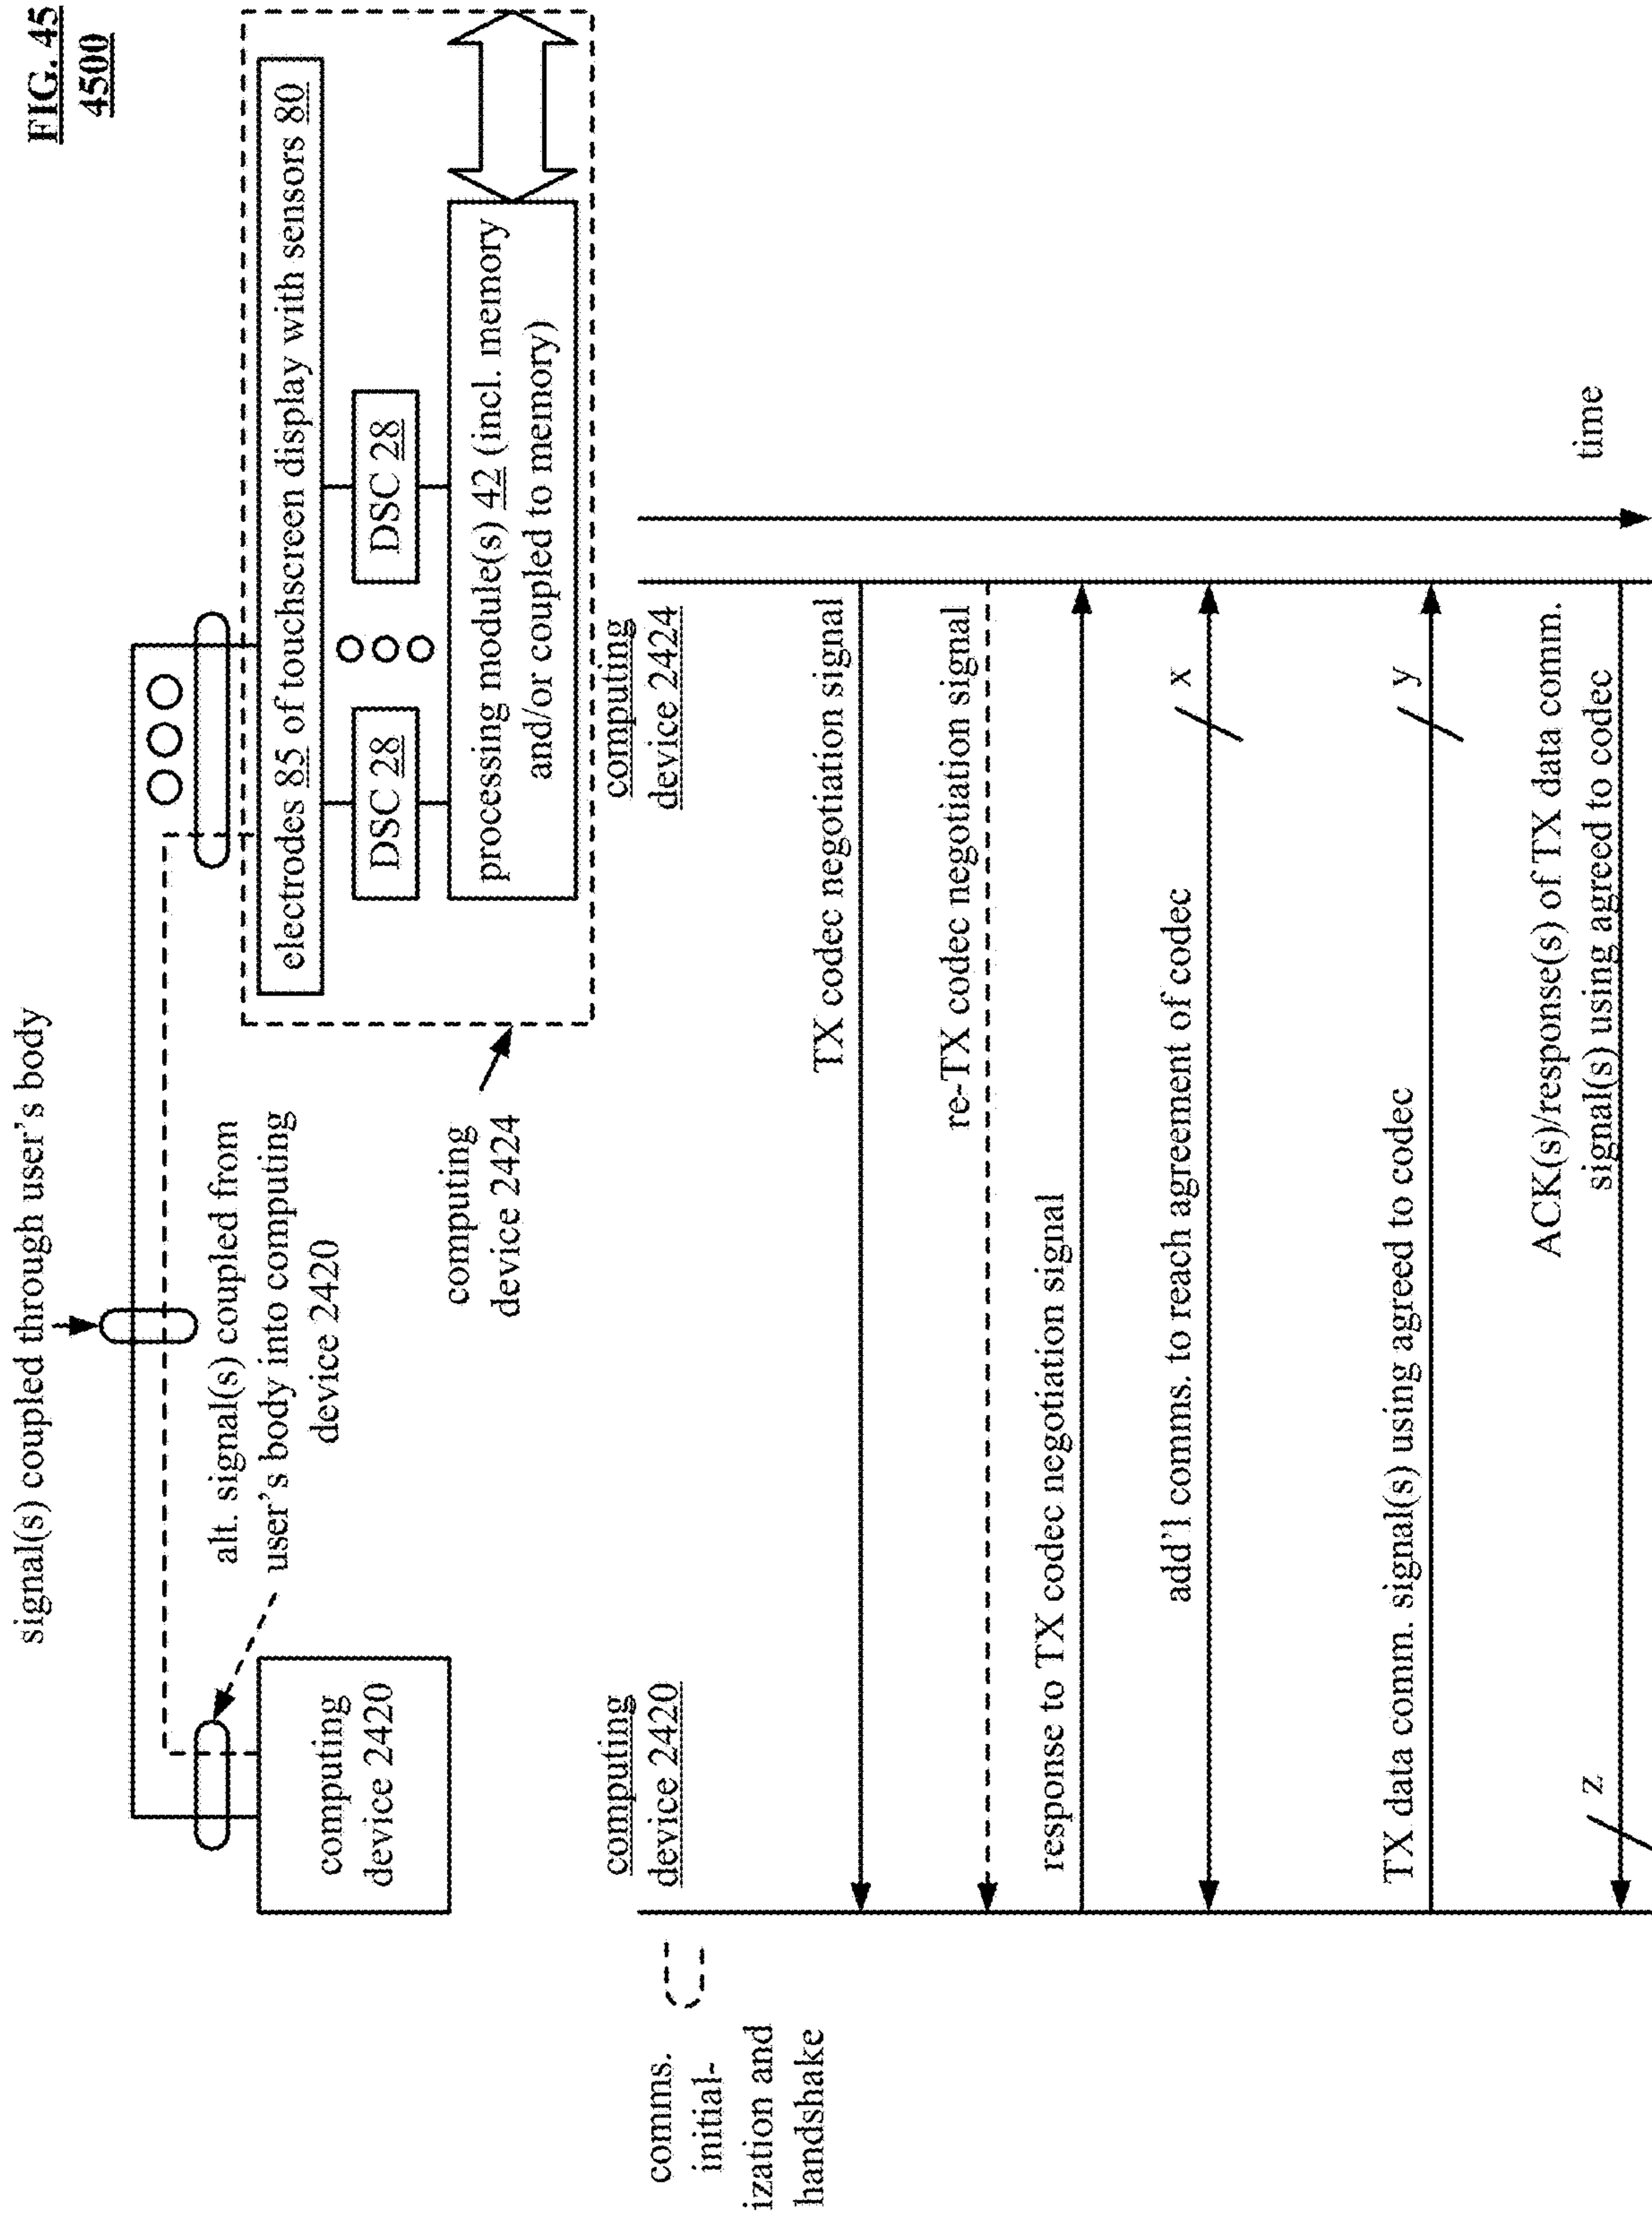 FIG. 45
4500
signal(s) coupled through user's body
alt. signal(s) coupled from
user's body into computing
device 2420
computing
device 2420
electrodes 85 of touchscreen display with sensors 80
DSC 28
DSC 28
processing module(s) 42 (incl. memory
and/or coupled to memory)
computing
device 2424
comms.
initial-
ization and
handshake
computing
device 2420
computing
device 2424
TX codec negotiation signal
re-TX codec negotiation signal
response to TX codec negotiation signal
add'l comms. to reach agreement of codec
x
TX data comm. signal(s) using agreed to codec
y
ACK(s)/response(s) of TX data comm.
signal(s) using agreed to codec
z
time